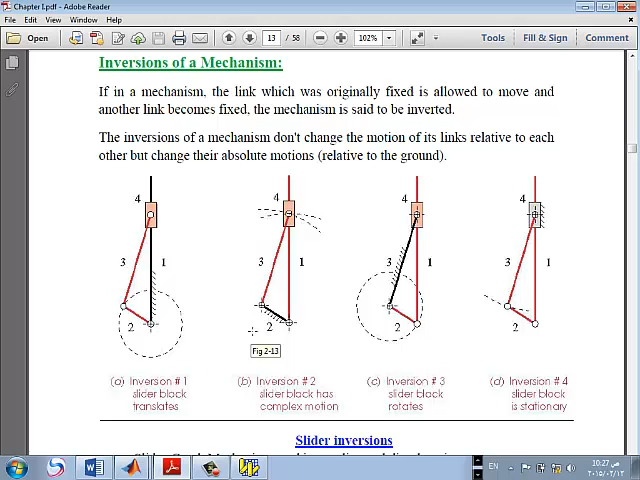 Chapter I.pdf - Adobe Reader
File Edit View Window Help
Open 13 / 58 102% Tools Fill & Sign Comment
Inversions of a Mechanism:
If in a mechanism, the link which was originally fixed is allowed to move and
another link becomes fixed, the mechanism is said to be inverted.
The inversions of a mechanism don't change the motion of its links relative to each
other but change their absolute motions (relative to the ground).
4 4 4 4
3 1 3 1 3 1 3 1
2 2 2 2
Fig 2-13
(a) Inversion # 1
slider block
translates
(b) Inversion # 2
slider block has
complex motion
(c) Inversion # 3
slider block
rotates
(d) Inversion # 4
slider block
is stationary
Slider inversions
EN
10:27 ص